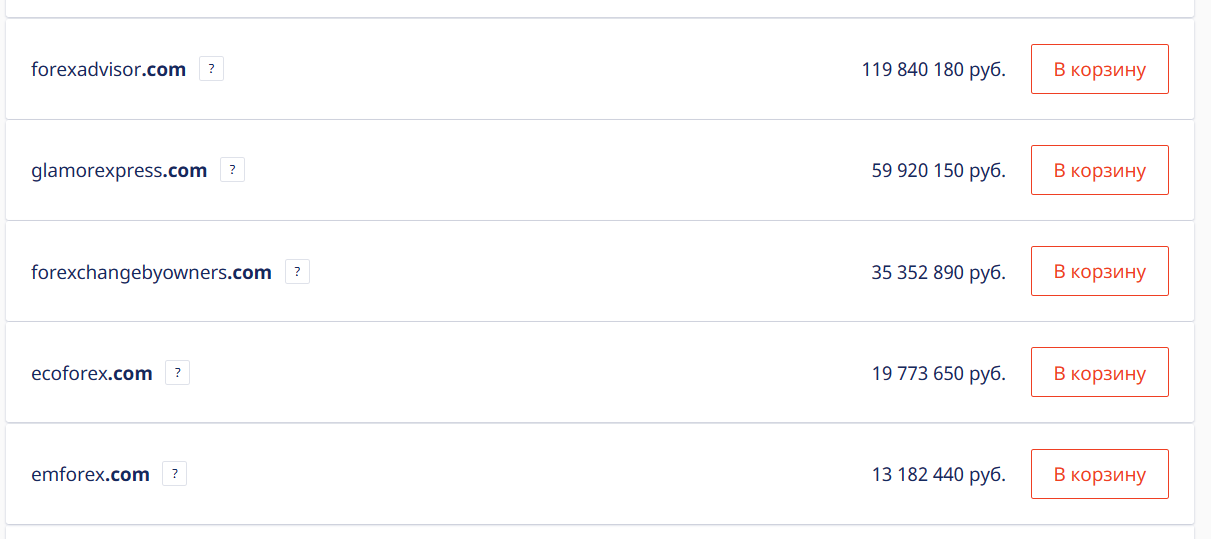 forexadvisor.com ? 119 840 180 руб. В корзину
glamorexpress.com ? 59 920 150 руб. В корзину
forexchangebyowners.com ? 35 352 890 руб. В корзину
ecoforex.com ? 19 773 650 руб. В корзину
emforex.com ? 13 182 440 руб. В корзину